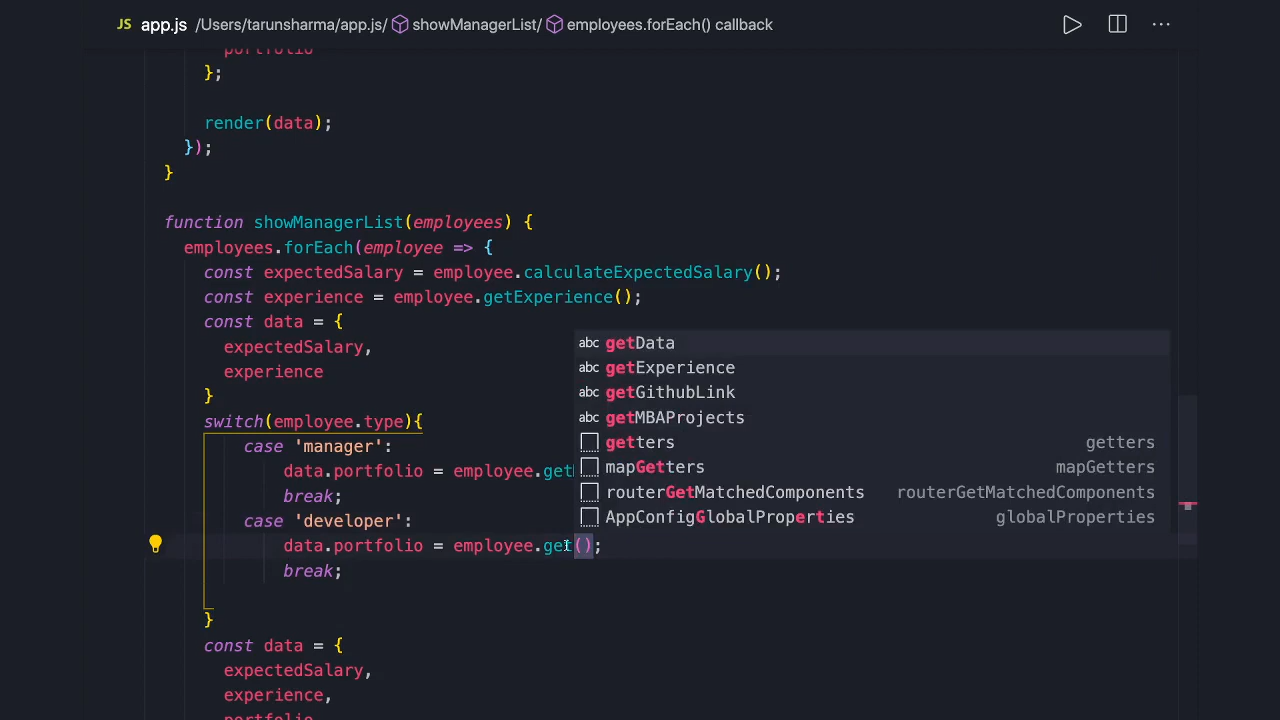 JS app.js /Users/tarunsharma/app.js/ showManagerList/ employees.forEach() callback
portfolio
};
render(data);
});
}
function showManagerList(employees) {
employees.forEach(employee => {
const expectedSalary = employee.calculateExpectedSalary();
const experience = employee.getExperience();
const data = {
expectedSalary,
experience
}
switch(employee.type){
case 'manager':
data.portfolio = employee.get
break;
case 'developer':
data.portfolio = employee.get();
break;
}
const data = {
expectedSalary,
experience,
portfolio
abc getData
abc getExperience
abc getGithubLink
abc getMBAProjects
getters getters
mapGetters mapGetters
routerGetMatchedComponents routerGetMatchedComponents
AppConfigGlobalProperties globalProperties